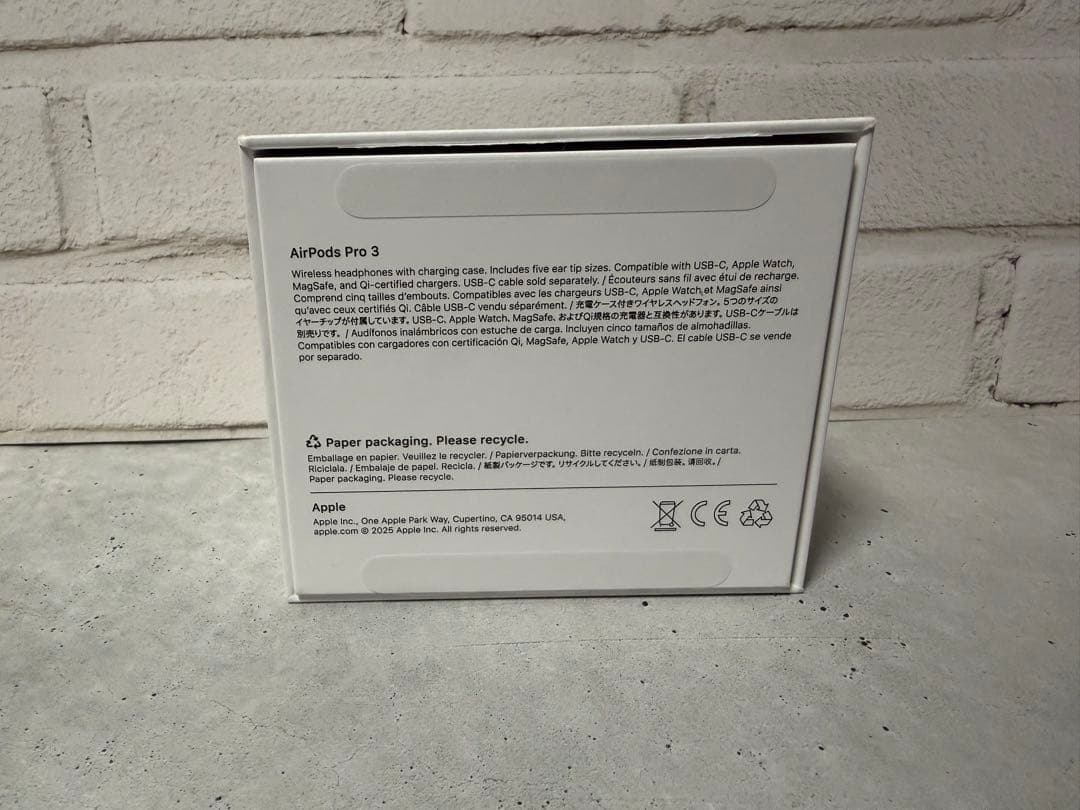 AirPods Pro 3
Wireless headphones with charging case. Includes five ear tip sizes. Compatible with USB-C, Apple Watch,
MagSafe, and Qi-certified chargers. USB-C cable sold separately. / Écouteurs sans fil avec étui de recharge.
Comprend cinq tailles d'embouts. Compatibles avec les chargeurs USB-C, Apple Watch et MagSafe ainsi
qu'avec ceux certifiés Qi. Câble USB-C vendu séparément. / 充電ケース付きワイヤレスヘッドフォン。5つのサイズの
イヤーチップが付属しています。USB-C、Apple Watch、MagSafe、およびQi規格の充電器と互換性があります。USB-Cケーブルは
別売りです。 / Audífonos inalámbricos con estuche de carga. Incluyen cinco tamaños de almohadillas.
Compatibles con cargadores con certificación Qi, MagSafe, Apple Watch y USB-C. El cable USB-C se vende
por separado.
Paper packaging. Please recycle.
Emballage en papier. Veuillez le recycler. / Papierverpackung. Bitte recyceln. / Confezione in carta.
Riciclala. / Embalaje de papel. Recicla. / 紙製パッケージです。リサイクルしてください。/ 纸制包装。请回收。/
Paper packaging. Please recycle.
Apple
Apple Inc., One Apple Park Way, Cupertino, CA 95014 USA,
apple.com © 2025 Apple Inc. All rights reserved.
CE